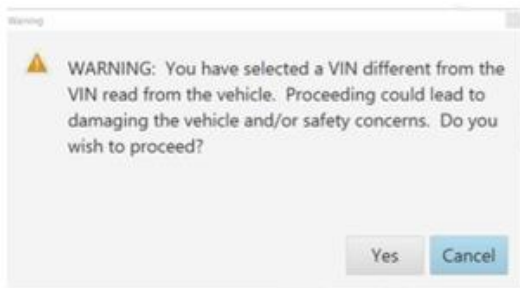 Warning
WARNING: You have selected a VIN different from the
VIN read from the vehicle. Proceeding could lead to
damaging the vehicle and/or safety concerns. Do you
wish to proceed?
Yes Cancel